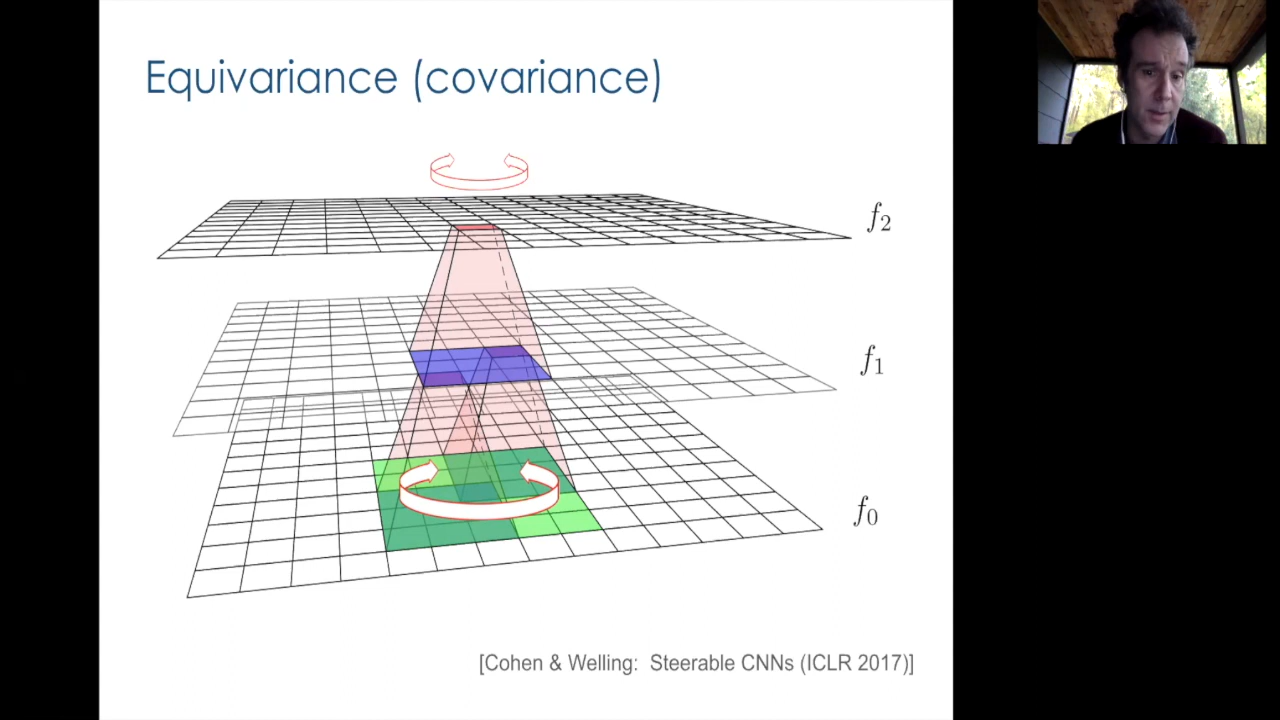 Equivariance (covariance)
f₂
f₁
f₀
[Cohen & Welling: Steerable CNNs (ICLR 2017)]